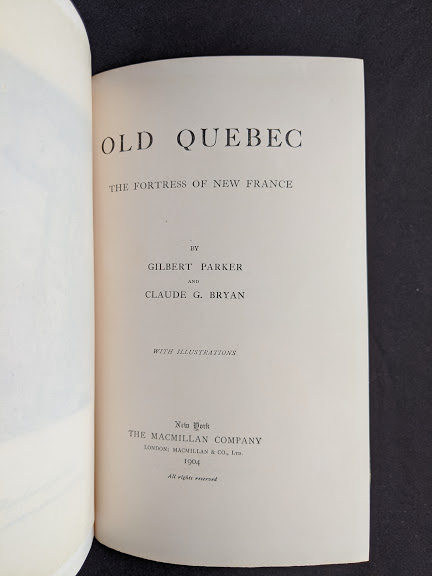 OLD QUEBEC
THE FORTRESS OF NEW FRANCE
BY
GILBERT PARKER
AND
CLAUDE G. BRYAN
WITH ILLUSTRATIONS
New York
THE MACMILLAN COMPANY
LONDON: MACMILLAN & CO., LTD.
1904
All rights reserved